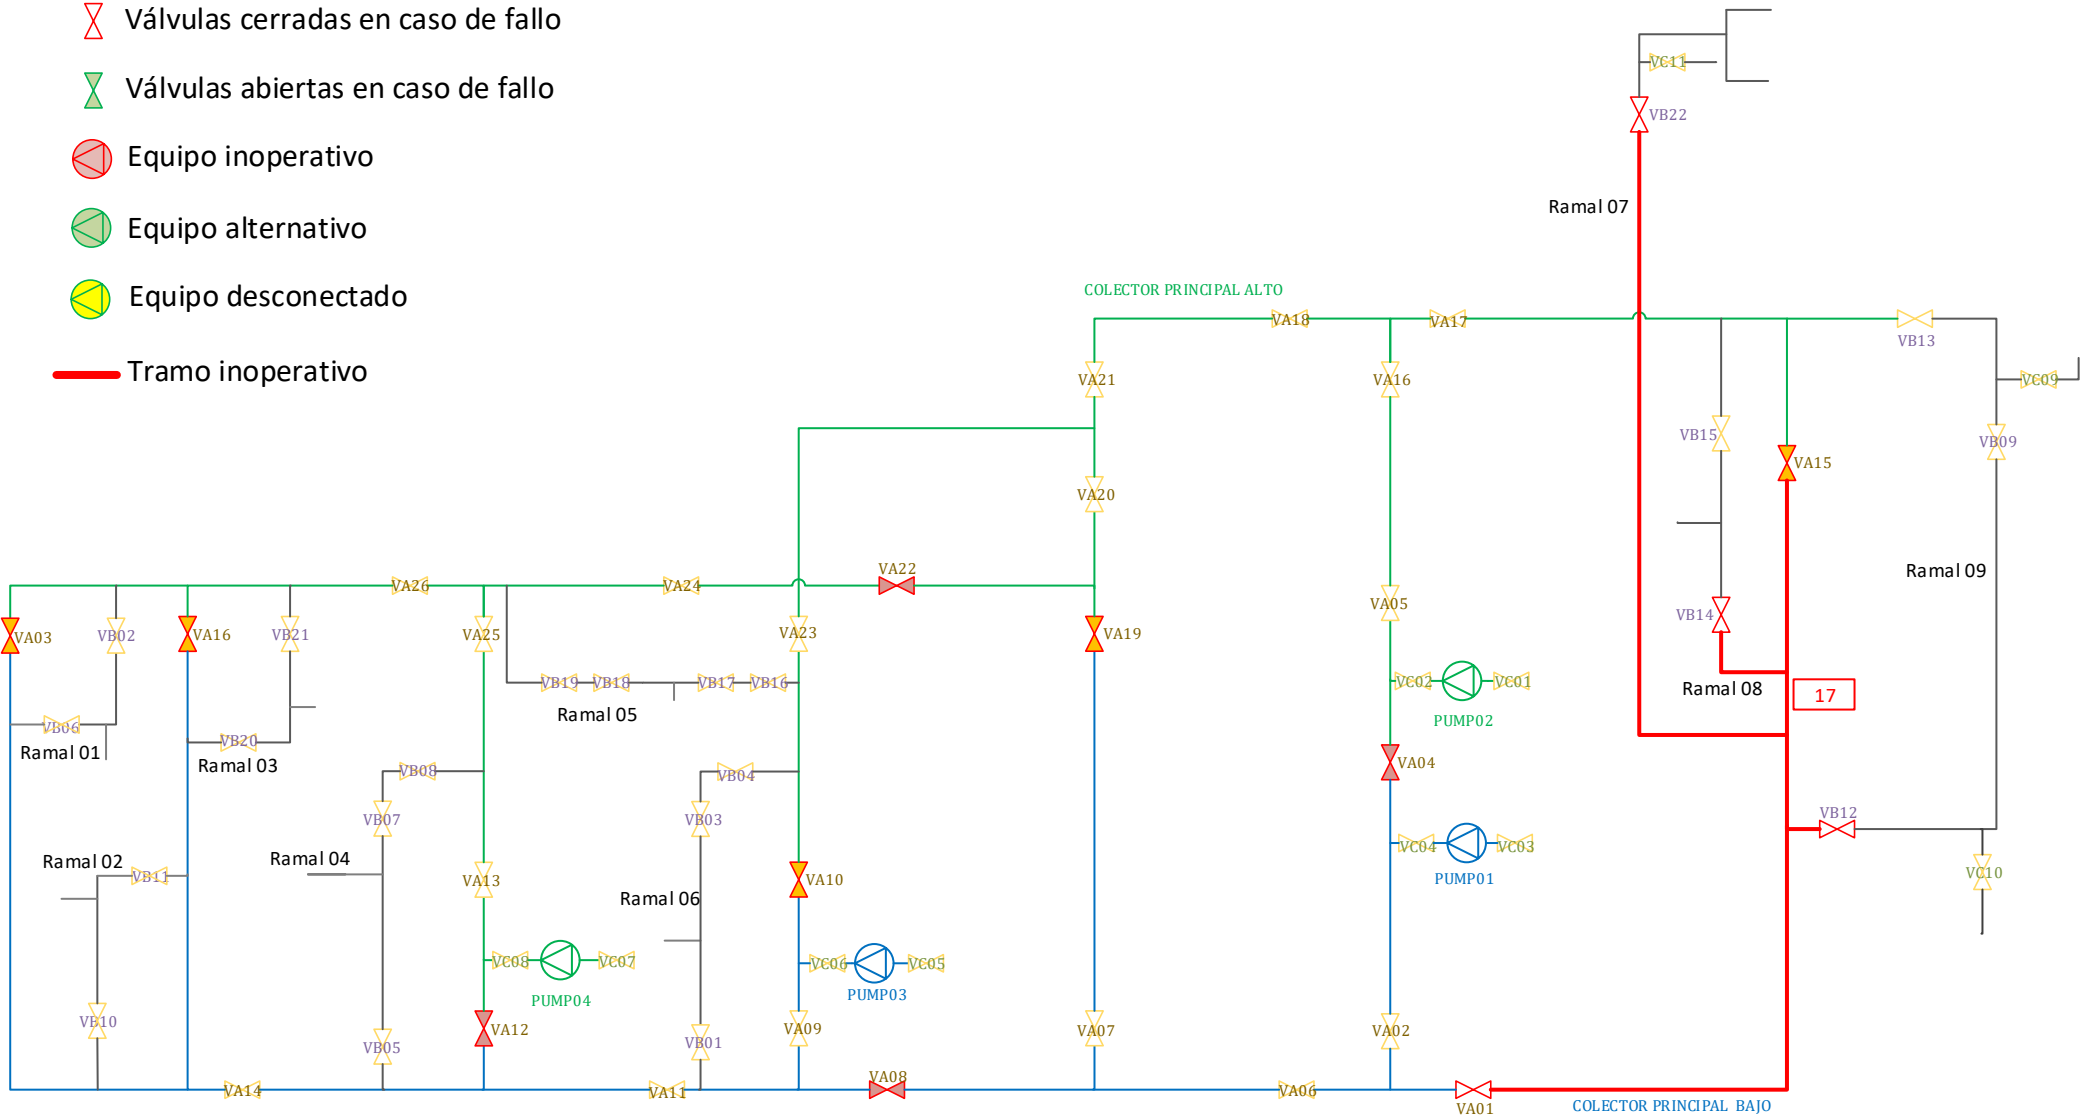 Válvulas cerradas en caso de fallo
VC11
Válvulas abiertas en caso de fallo
VB22
Equipo inoperativo
Ramal 07
Equipo alternativo
COLECTOR PRINCIPAL ALTO
Equipo desconectado
VA18
VA17
VB13
Tramo inoperativo
VA21
VA16
VC09
VB15
VB09
VA15
VA20
VA22
Ramal 09
VA26
VA24
VA05
VB14
VA03
VB02
VA16
VB21
VA25
VA23
VA19
VB19
VB18
VB17
VB16
VC02
VC01
Ramal 08
17
Ramal 05
PUMP02
VB06
Ramal 01
VB20
Ramal 03
VB08
VB04
VA04
VB07
VB03
VB12
VC04
VC03
Ramal 02
Ramal 04
VB11
VA13
VA10
PUMP01
VC10
Ramal 06
VC08
VC07
VC06
VC05
PUMP04
PUMP03
VB10
VA12
VA09
VA07
VA02
VB05
VB01
VA08
VA14
VA11
VA06
VA01
COLECTOR PRINCIPAL BAJO